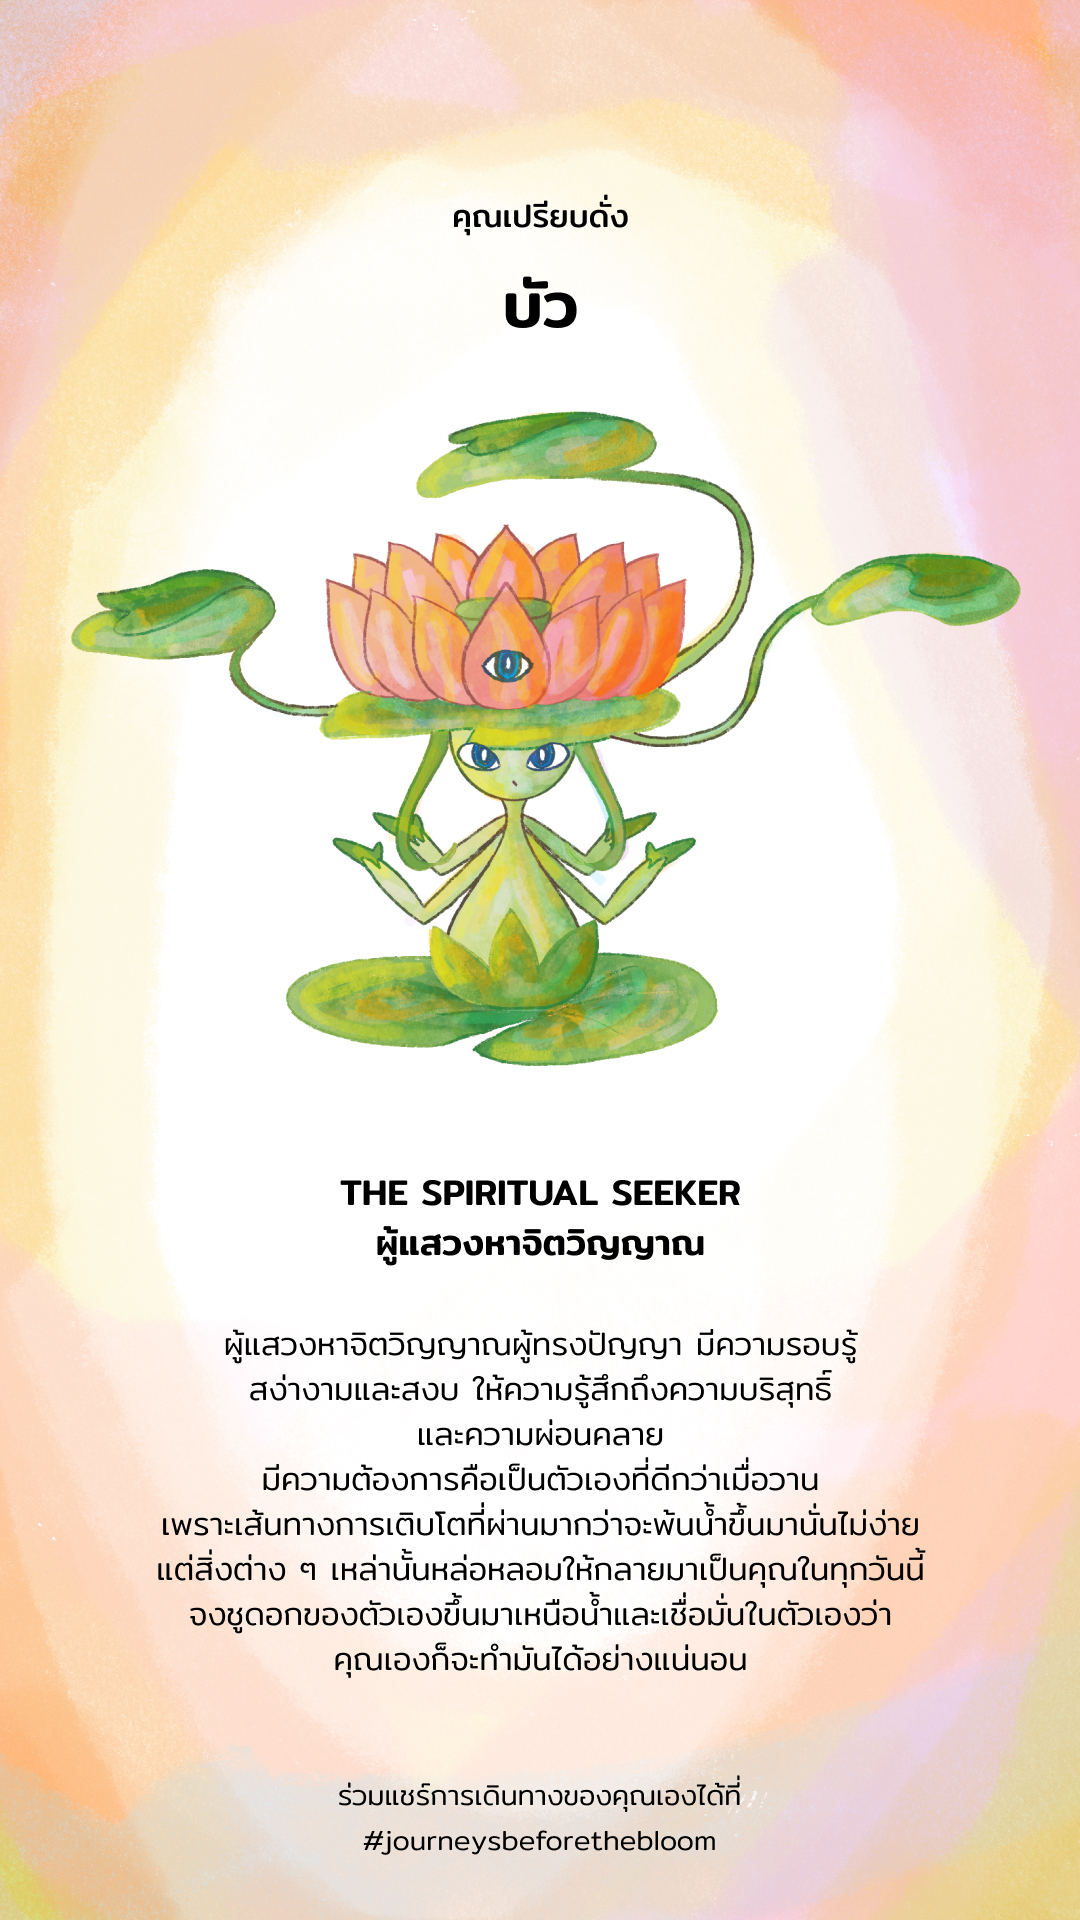 คุณเปรียบดั่ง
บัว
THE SPIRITUAL SEEKER
ผู้แสวงหาจิตวิญญาณ
ผู้แสวงหาจิตวิญญาณผู้ทรงปัญญา มีความรอบรู้
สง่างามและสงบ ให้ความรู้สึกถึงความบริสุทธิ์
และความผ่อนคลาย
มีความต้องการคือเป็นตัวเองที่ดีกว่าเมื่อวาน
เพราะเส้นทางการเติบโตที่ผ่านมากว่าจะพ้นน้ำขึ้นมานั่นไม่ง่าย
แต่สิ่งต่าง ๆ เหล่านั้นหล่อหลอมให้กลายมาเป็นคุณในทุกวันนี้
จงชูดอกของตัวเองขึ้นมาเหนือน้ำและเชื่อมั่นในตัวเองว่า
คุณเองก็จะทำมันได้อย่างแน่นอน
ร่วมแชร์การเดินทางของคุณเองได้ที่
#journeysbeforethebloom